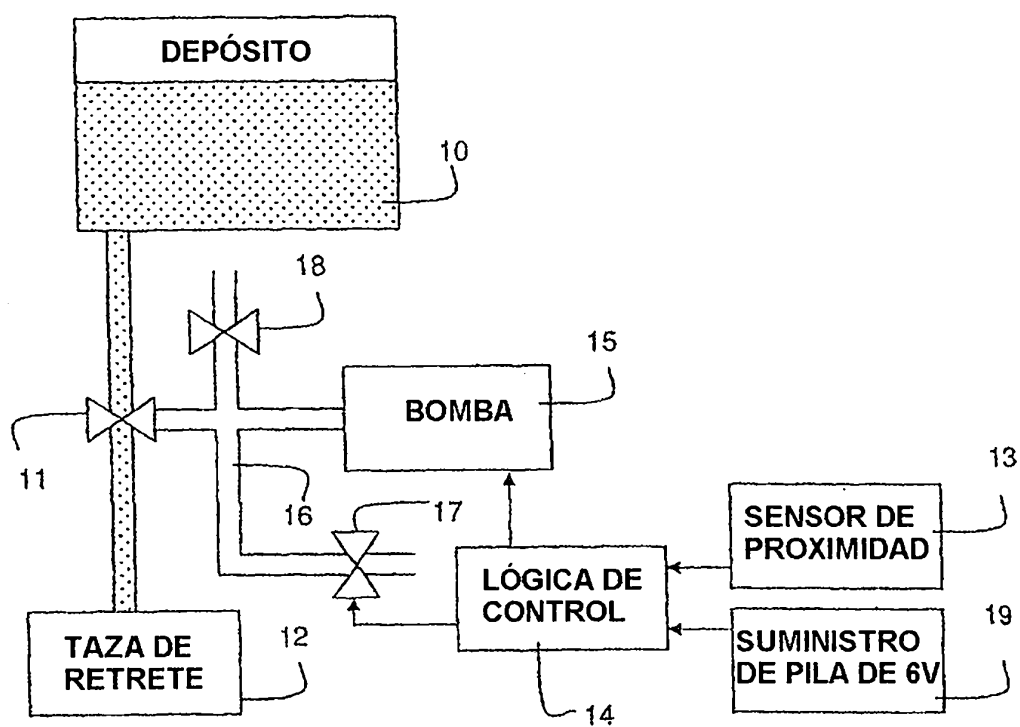 DEPÓSITO
10
18
15
BOMBA
11
16
17
13
SENSOR DE
PROXIMIDAD
LÓGICA DE
CONTROL
TAZA DE
RETRETE
12
SUMINISTRO
DE PILA DE 6V
19
14